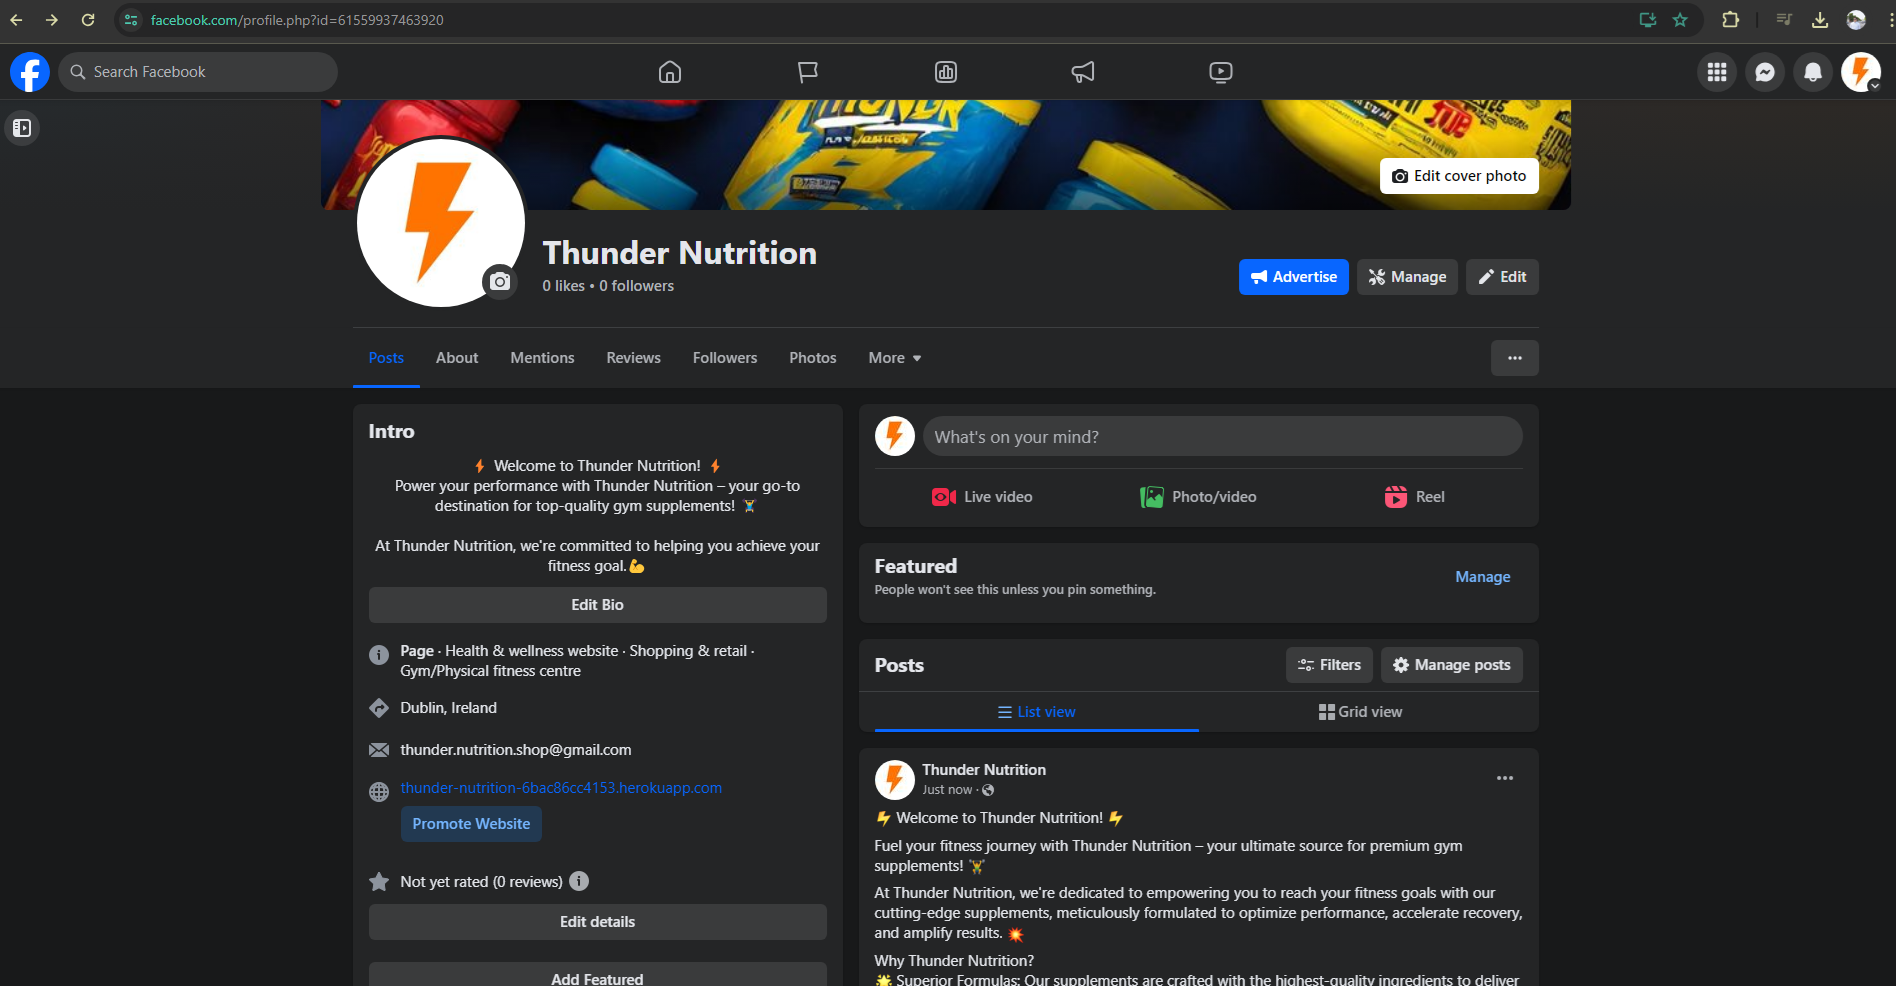 facebook.com/profile.php?id=61559937463920
Search Facebook
THUNDR
Edit cover photo
Thunder Nutrition
0 likes • 0 followers
Advertise
Manage
Edit
Posts
About
Mentions
Reviews
Followers
Photos
More
Intro
⚡ Welcome to Thunder Nutrition! ⚡
Power your performance with Thunder Nutrition – your go-to
destination for top-quality gym supplements! 🏋️
At Thunder Nutrition, we're committed to helping you achieve your
fitness goal.💪
Edit Bio
Page · Health & wellness website · Shopping & retail ·
Gym/Physical fitness centre
Dublin, Ireland
thunder.nutrition.shop@gmail.com
thunder-nutrition-6bac86cc4153.herokuapp.com
Promote Website
Not yet rated (0 reviews)
Edit details
Add Featured
What's on your mind?
Live video
Photo/video
Reel
Featured
People won't see this unless you pin something.
Manage
Posts
Filters
Manage posts
List view
Grid view
Thunder Nutrition
Just now ·
⚡ Welcome to Thunder Nutrition! ⚡
Fuel your fitness journey with Thunder Nutrition – your ultimate source for premium gym
supplements! 🏋️
At Thunder Nutrition, we're dedicated to empowering you to reach your fitness goals with our
cutting-edge supplements, meticulously formulated to optimize performance, accelerate recovery,
and amplify results. 💥
Why Thunder Nutrition?
🌟 Superior Formulas: Our supplements are crafted with the highest-quality ingredients to deliver